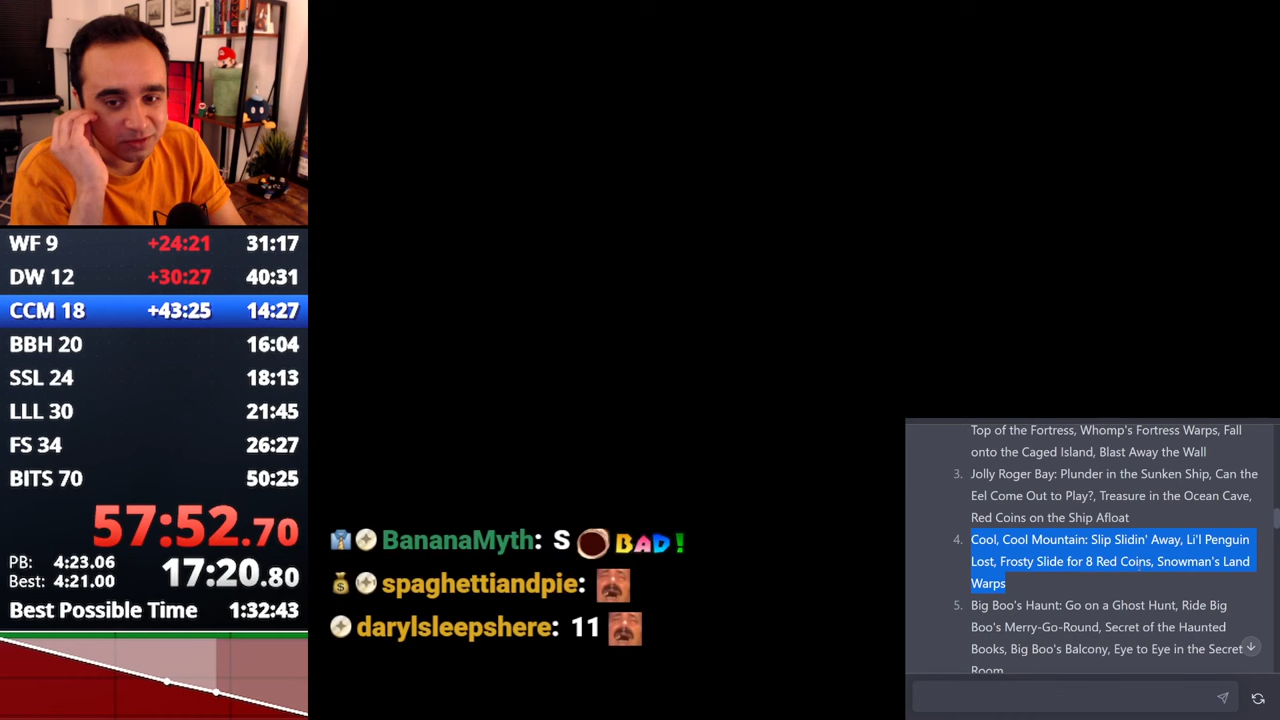 WF 9 +24:21 31:17
DW 12 +30:27 40:31
CCM 18 +43:25 14:27
BBH 20 16:04
SSL 24 18:13
LLL 30 21:45
FS 34 26:27
BITS 70 50:25
57:52.70
PB: 4:23.06
Best: 4:21.00
17:20.80
Best Possible Time 1:32:43
BananaMyth: S BAD!
spaghettiandpie:
darylsleepshere: 11
Top of the Fortress, Whomp's Fortress Warps, Fall
onto the Caged Island, Blast Away the Wall
3. Jolly Roger Bay: Plunder in the Sunken Ship, Can the
Eel Come Out to Play?, Treasure in the Ocean Cave,
Red Coins on the Ship Afloat
4. Cool, Cool Mountain: Slip Slidin' Away, Li'l Penguin
Lost, Frosty Slide for 8 Red Coins, Snowman's Land
Warps
5. Big Boo's Haunt: Go on a Ghost Hunt, Ride Big
Boo's Merry-Go-Round, Secret of the Haunted
Books, Big Boo's Balcony, Eye to Eye in the Secret
Room